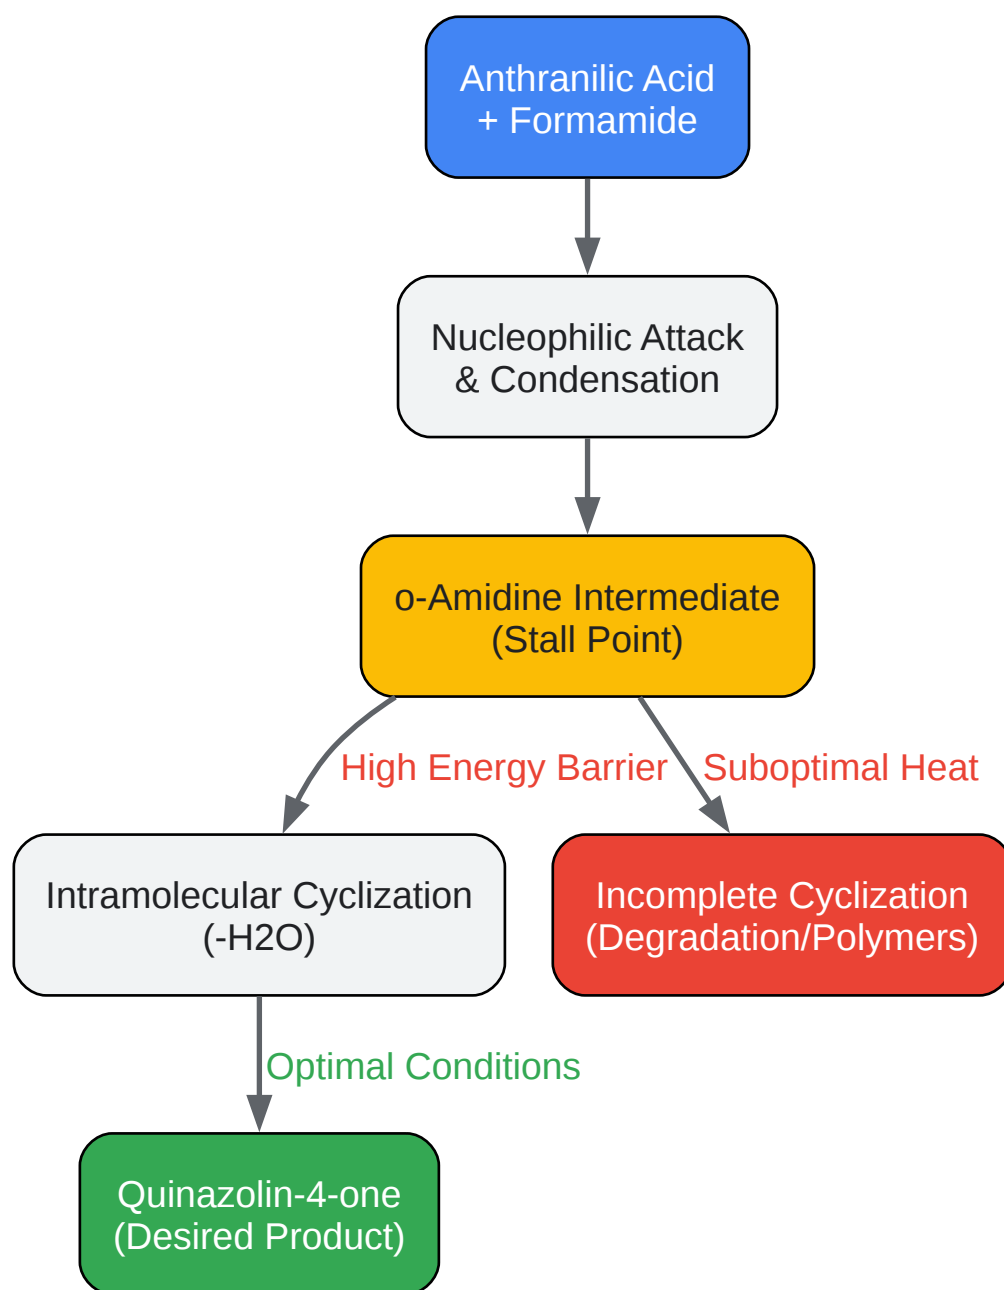 Anthranilic Acid
+ Formamide
Nucleophilic Attack
& Condensation
o-Amidine Intermediate
(Stall Point)
High Energy Barrier
Suboptimal Heat
Intramolecular Cyclization
(-H2O)
Incomplete Cyclization
(Degradation/Polymers)
Optimal Conditions
Quinazolin-4-one
(Desired Product)